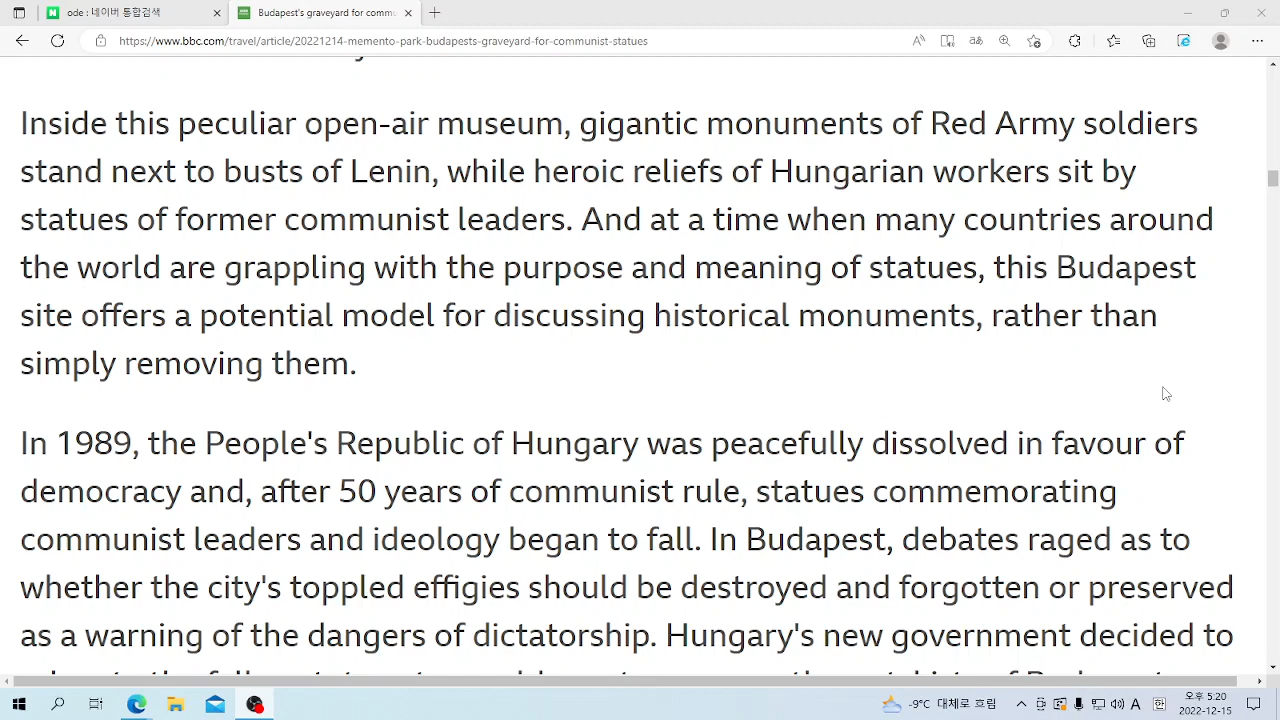 ode : 네이버 통합검색
Budapest's graveyard for commu
https://www.bbc.com/travel/article/20221214-memento-park-budapests-graveyard-for-communist-statues
Inside this peculiar open-air museum, gigantic monuments of Red Army soldiers
stand next to busts of Lenin, while heroic reliefs of Hungarian workers sit by
statues of former communist leaders. And at a time when many countries around
the world are grappling with the purpose and meaning of statues, this Budapest
site offers a potential model for discussing historical monuments, rather than
simply removing them.
In 1989, the People's Republic of Hungary was peacefully dissolved in favour of
democracy and, after 50 years of communist rule, statues commemorating
communist leaders and ideology began to fall. In Budapest, debates raged as to
whether the city's toppled effigies should be destroyed and forgotten or preserved
as a warning of the dangers of dictatorship. Hungary's new government decided to
-9°C 대체로 흐림
A
오후 5:20
2022-12-15